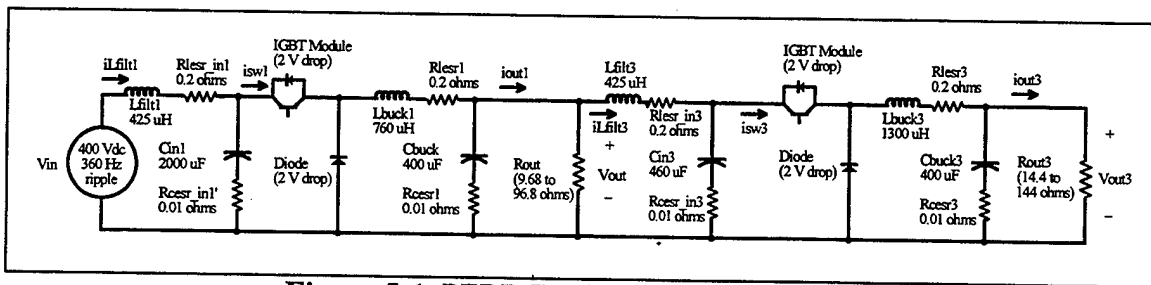 iLfilt1
Lfilt1
425 uH
Rlesr_in1
0.2 ohms
isw1
IGBT Module
(2 V drop)
Rlesr1
0.2 ohms
Lbuck1
760 uH
iout1
Lfilt3
425 uH
Rlesr_in3
0.2 ohms
iLfilt3
isw3
IGBT Module
(2 V drop)
Rlesr3
0.2 ohms
Lbuck3
1300 uH
iout3
Vin
400 Vdc
360 Hz
ripple
Cin1
2000 uF
Rcesr_in1'
0.01 ohms
Diode
(2 V drop)
Cbuck
400 uF
Rcesr1
0.01 ohms
Rout
(9.68 to
96.8 ohms)
+
Vout
–
Cin3
460 uF
Rcesr_in3
0.01 ohms
Diode
(2 V drop)
Cbuck3
400 uF
Rcesr3
0.01 ohms
Rout3
(14.4 to
144 ohms)
+
Vout3
–